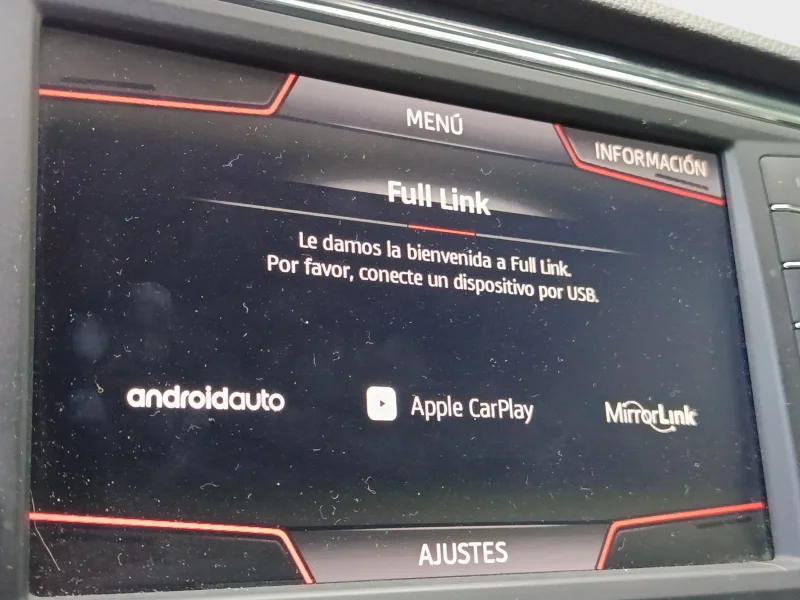 MENÚ
INFORMACIÓN
Full Link
Le damos la bienvenida a Full Link.
Por favor, conecte un dispositivo por USB.
androidauto
Apple CarPlay
MirrorLink
AJUSTES